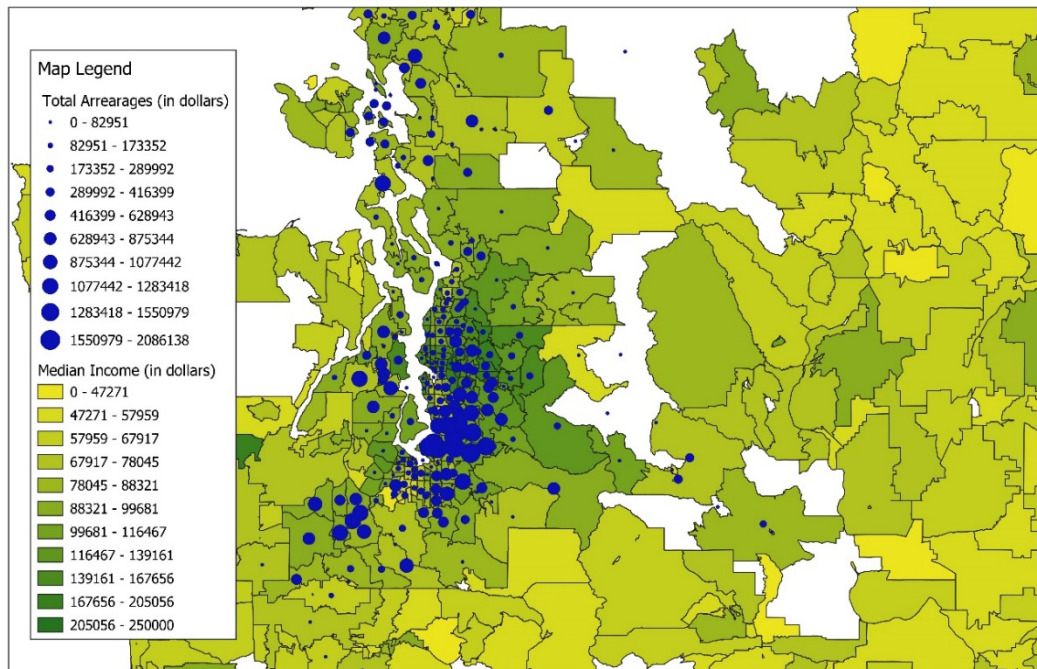 Map Legend
Total Arrearages (in dollars)
0 - 82951
82951 - 173352
173352 - 289992
289992 - 416399
416399 - 628943
628943 - 875344
875344 - 1077442
1077442 - 1283418
1283418 - 1550979
1550979 - 2086138
Median Income (in dollars)
0 - 47271
47271 - 57959
57959 - 67917
67917 - 78045
78045 - 88321
88321 - 99681
99681 - 116467
116467 - 139161
139161 - 167656
167656 - 205056
205056 - 250000